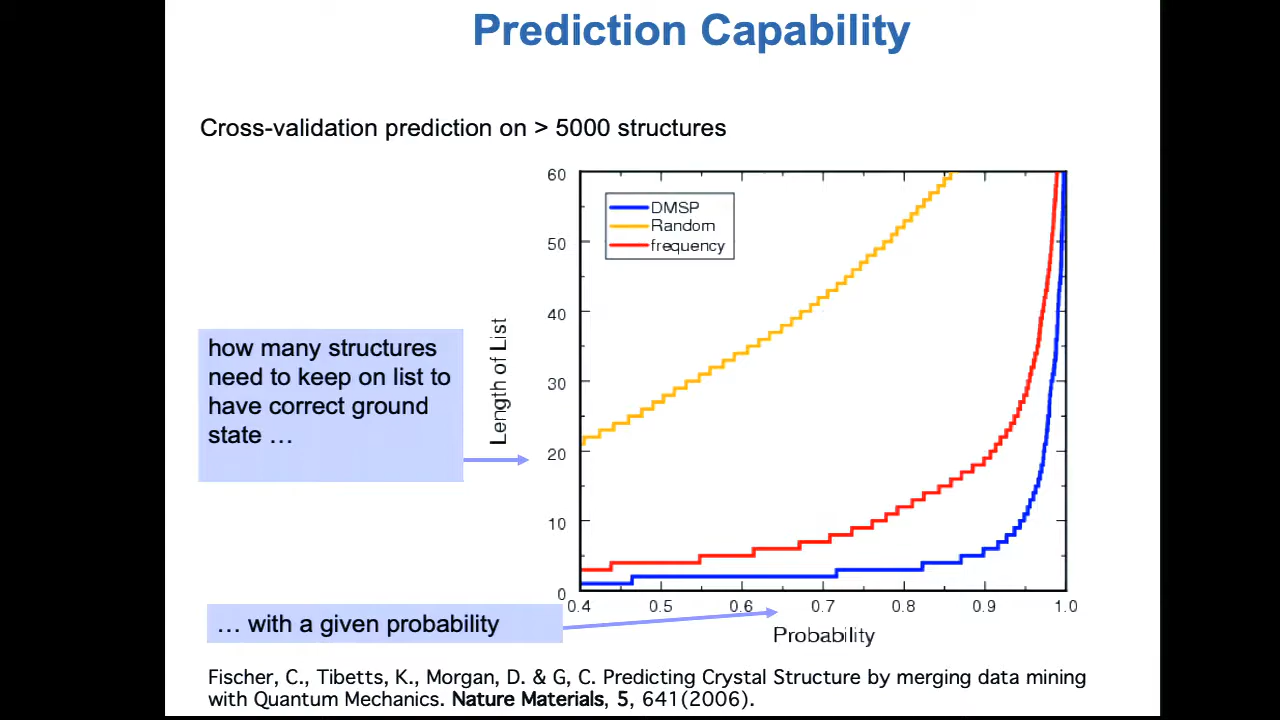 Prediction Capability
Cross-validation prediction on > 5000 structures
60
50
40
30
20
10
0
DMSP
Random
frequency
Length of List
how many structures
need to keep on list to
have correct ground
state …
0.4
0.5
0.6
0.7
0.8
0.9
1.0
Probability
… with a given probability
Fischer, C., Tibetts, K., Morgan, D. & G, C. Predicting Crystal Structure by merging data mining
with Quantum Mechanics. Nature Materials, 5, 641(2006).